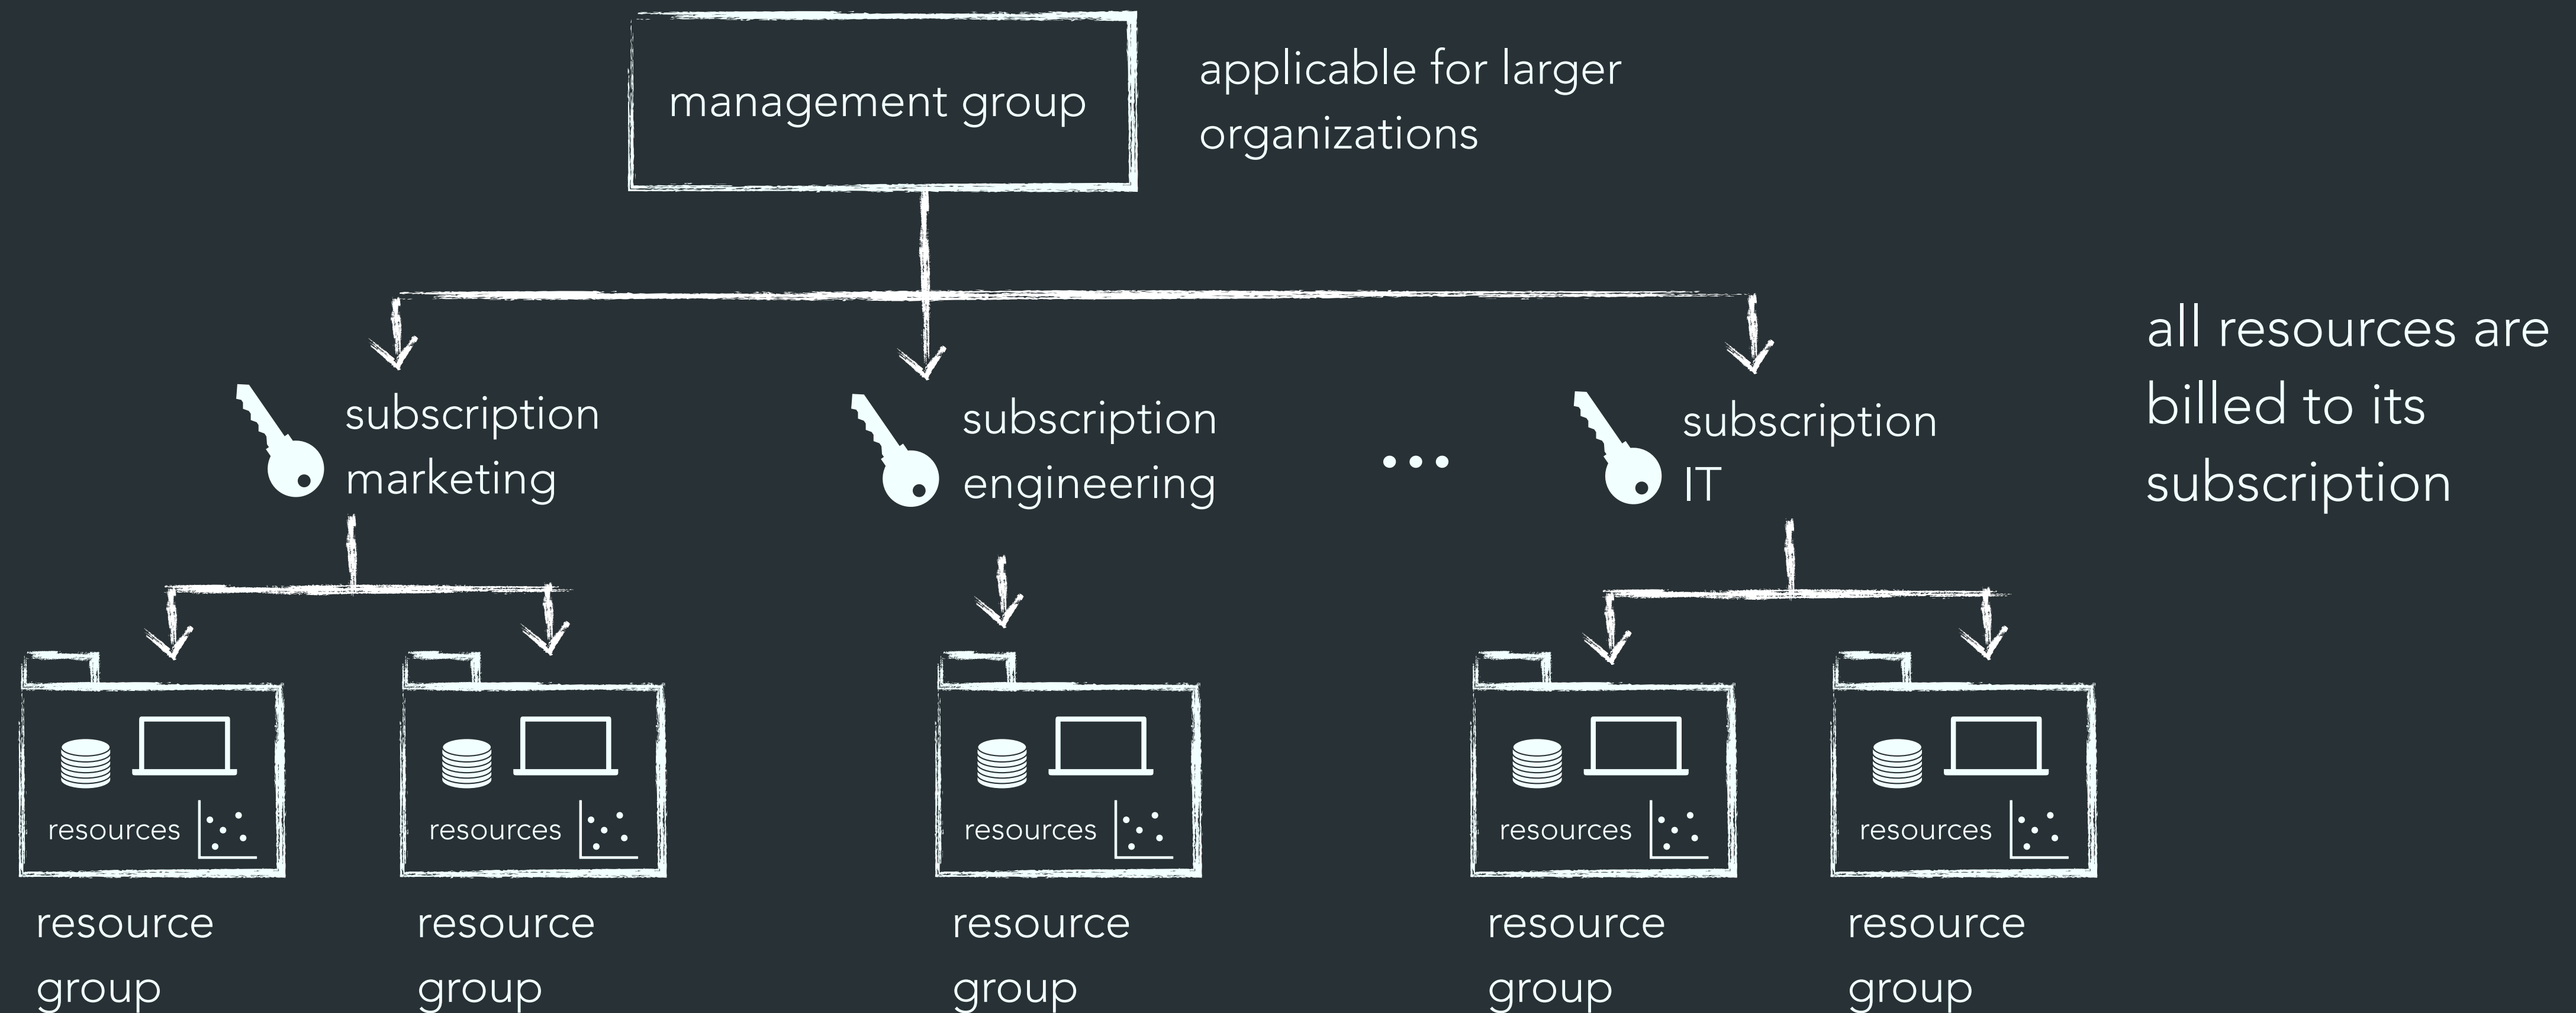 management group
applicable for larger
organizations
subscription
marketing
subscription
engineering
...
subscription
IT
all resources are
billed to its
subscription
resources
resources
resources
resources
resources
resource
group
resource
group
resource
group
resource
group
resource
group